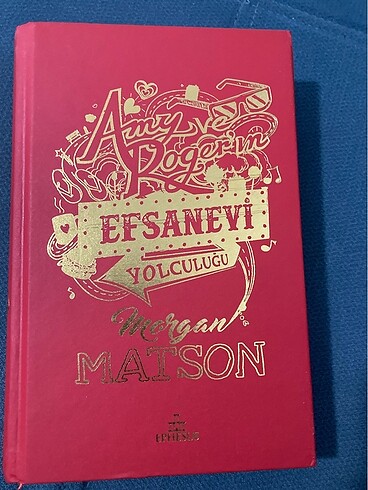 Amy ve
Roger'ın
EFSANEVİ
YOLCULUĞU
Morgan
MATSON
EPHESUS